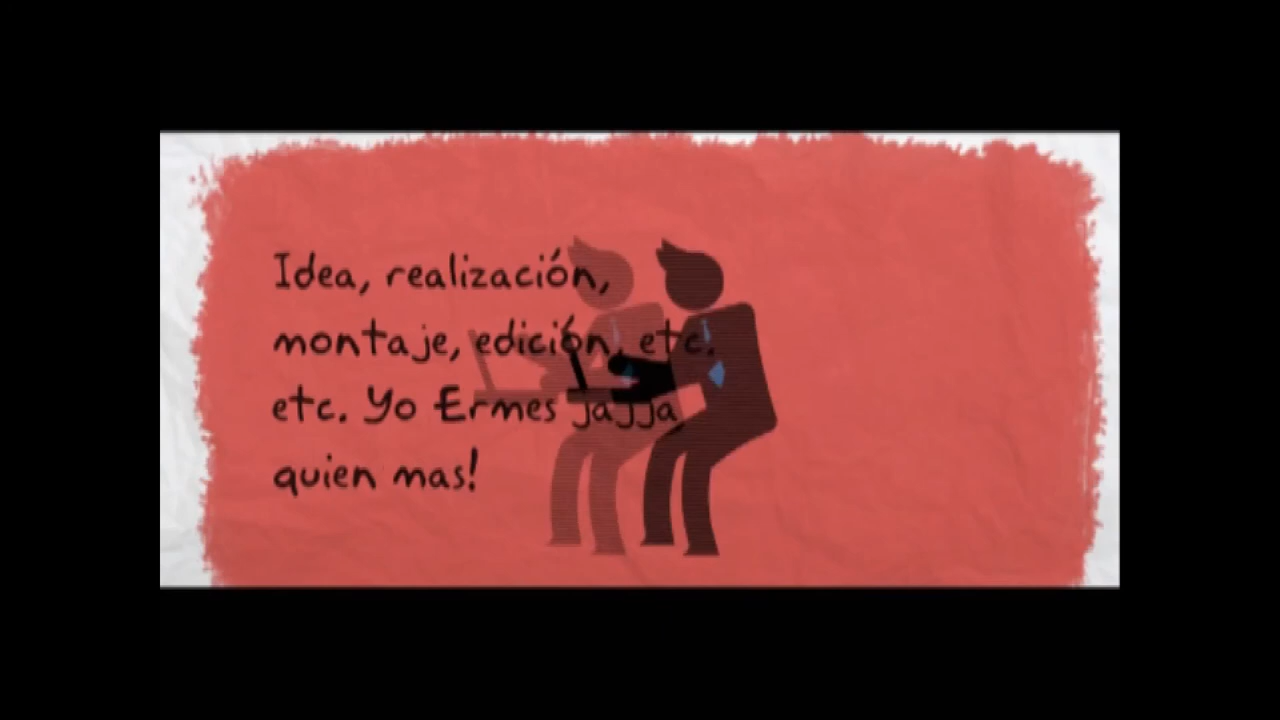 Idea, realización,
montaje, edición, etc.
etc. Yo Ermes jajja,
quien mas!